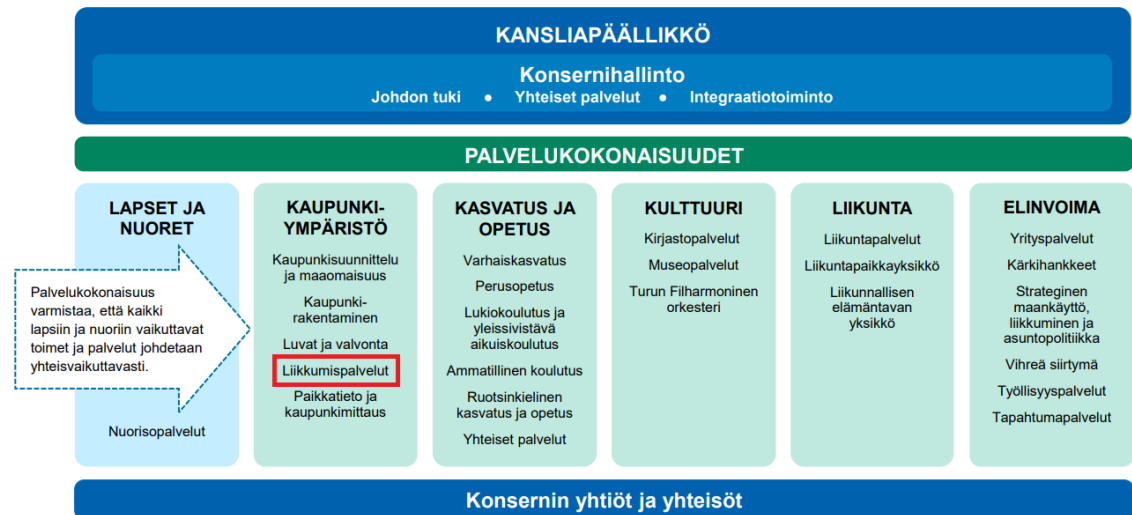 KANSLIAPÄÄLLIKKÖ
Konsernihallinto
Johdon tuki ● Yhteiset palvelut ● Integraatiotoiminto
PALVELUKOKONAISUUDET
LAPSET JA
NUORET
Palvelukokonaisuus
varmistaa, että kaikki
lapsiin ja nuoriin vaikuttavat
toimet ja palvelut johdetaan
yhteisvaikuttavasti.
Nuorisopalvelut
KAUPUNKI-
YMPÄRISTÖ
Kaupunkisuunnittelu
ja maaomaisuus
Kaupunki-
rakentaminen
Luvat ja valvonta
Liikkumispalvelut
Paikkatieto ja
kaupunkimittaus
KASVATUS JA
OPETUS
Varhaiskasvatus
Perusopetus
Lukiokoulutus ja
yleissivistävä
aikuiskoulutus
Ammatillinen koulutus
Ruotsinkielinen
kasvatus ja opetus
Yhteiset palvelut
KULTTUURI
Kirjastopalvelut
Museopalvelut
Turun Filharmoninen
orkesteri
LIIKUNTA
Liikuntapalvelut
Liikuntapaikkayksikkö
Liikunnallisen
elämäntavan
yksikkö
ELINVOIMA
Yrityspalvelut
Kärkihankkeet
Strateginen
maankäyttö,
liikkuminen ja
asuntopolitiikka
Vihreä siirtymä
Työllisyyspalvelut
Tapahtumapalvelut
Konsernin yhtiöt ja yhteisöt